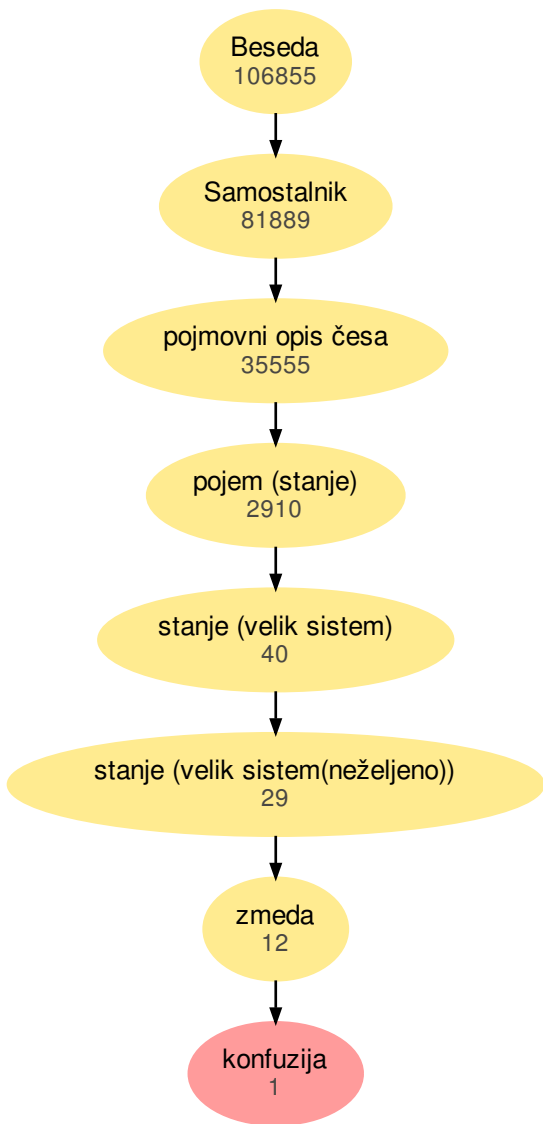 Beseda
106855
Samostalnik
81889
pojmovni opis česa
35555
pojem (stanje)
2910
stanje (velik sistem)
40
stanje (velik sistem(neželjeno))
29
zmeda
12
konfuzija
1